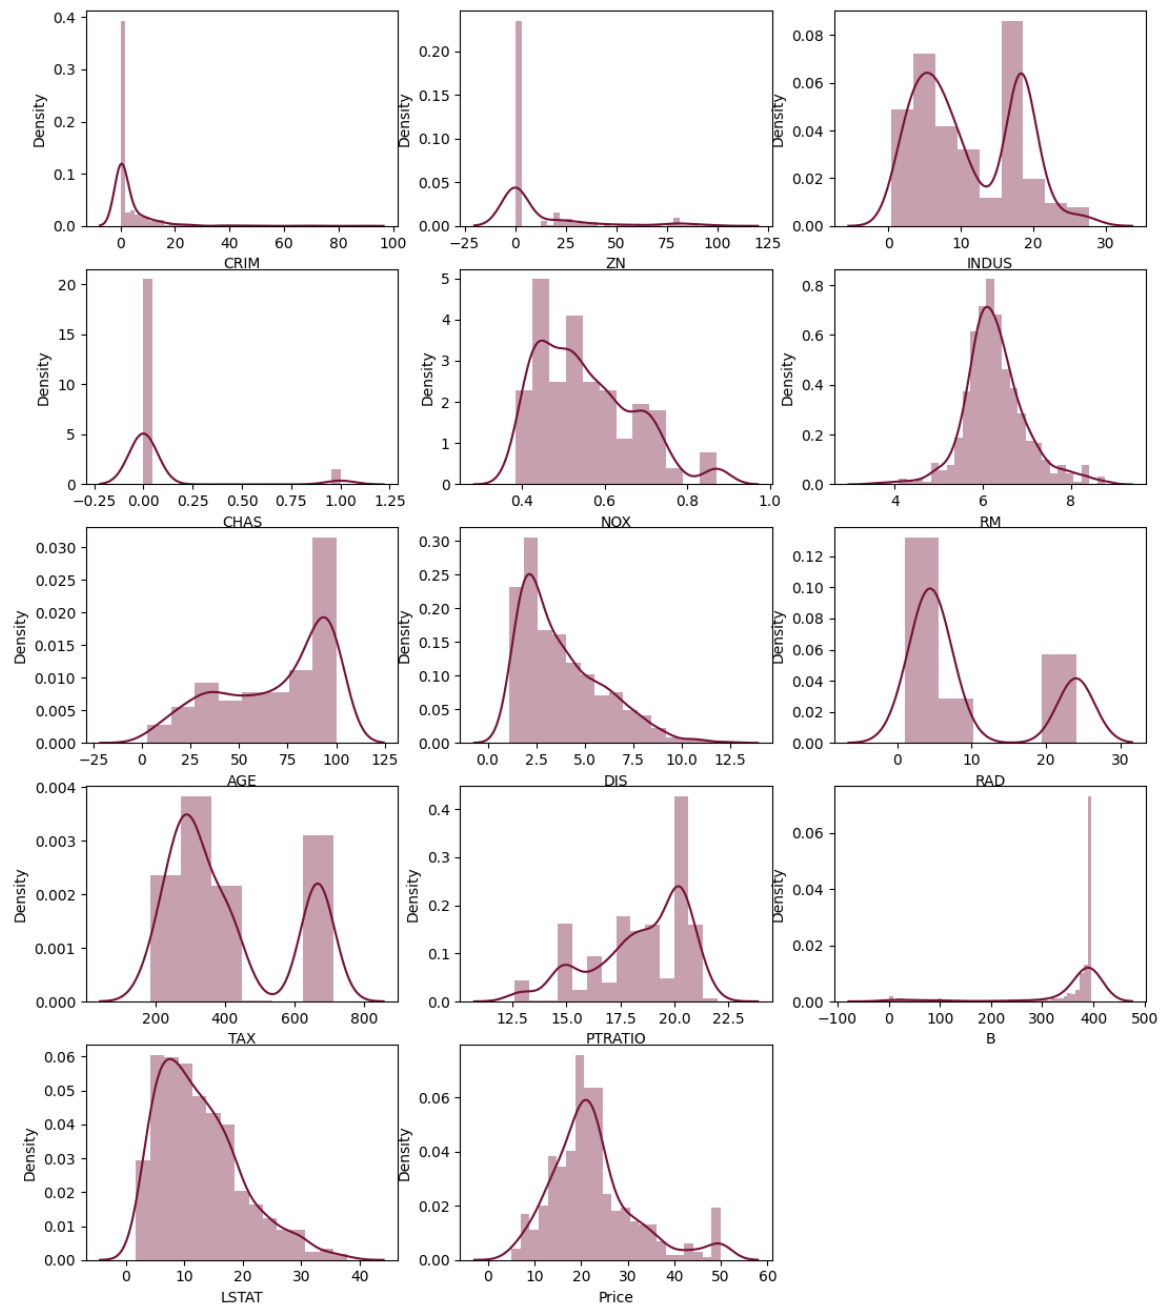 0.4
0.3
0.2
0.1
0.0
Density
0 20 40 60 80 100
CRIM
0.20
0.15
0.10
0.05
0.00
Density
−25 0 25 50 75 100 125
ZN
0.08
0.06
0.04
0.02
0.00
Density
0 10 20 30
INDUS
20
15
10
5
0
Density
−0.25 0.00 0.25 0.50 0.75 1.00 1.25
CHAS
5
4
3
2
1
0
Density
0.4 0.6 0.8 1.0
NOX
0.8
0.6
0.4
0.2
0.0
Density
4 6 8
RM
0.030
0.025
0.020
0.015
0.010
0.005
0.000
Density
−25 0 25 50 75 100 125
AGE
0.30
0.25
0.20
0.15
0.10
0.05
0.00
Density
0.0 2.5 5.0 7.5 10.0 12.5
DIS
0.12
0.10
0.08
0.06
0.04
0.02
0.00
Density
0 10 20 30
RAD
0.004
0.003
0.002
0.001
0.000
Density
200 400 600 800
TAX
0.4
0.3
0.2
0.1
0.0
Density
12.5 15.0 17.5 20.0 22.5
PTRATIO
0.06
0.04
0.02
0.00
Density
−100 0 100 200 300 400 500
B
0.06
0.05
0.04
0.03
0.02
0.01
0.00
Density
0 10 20 30 40
LSTAT
0.06
0.04
0.02
0.00
Density
0 10 20 30 40 50 60
Price